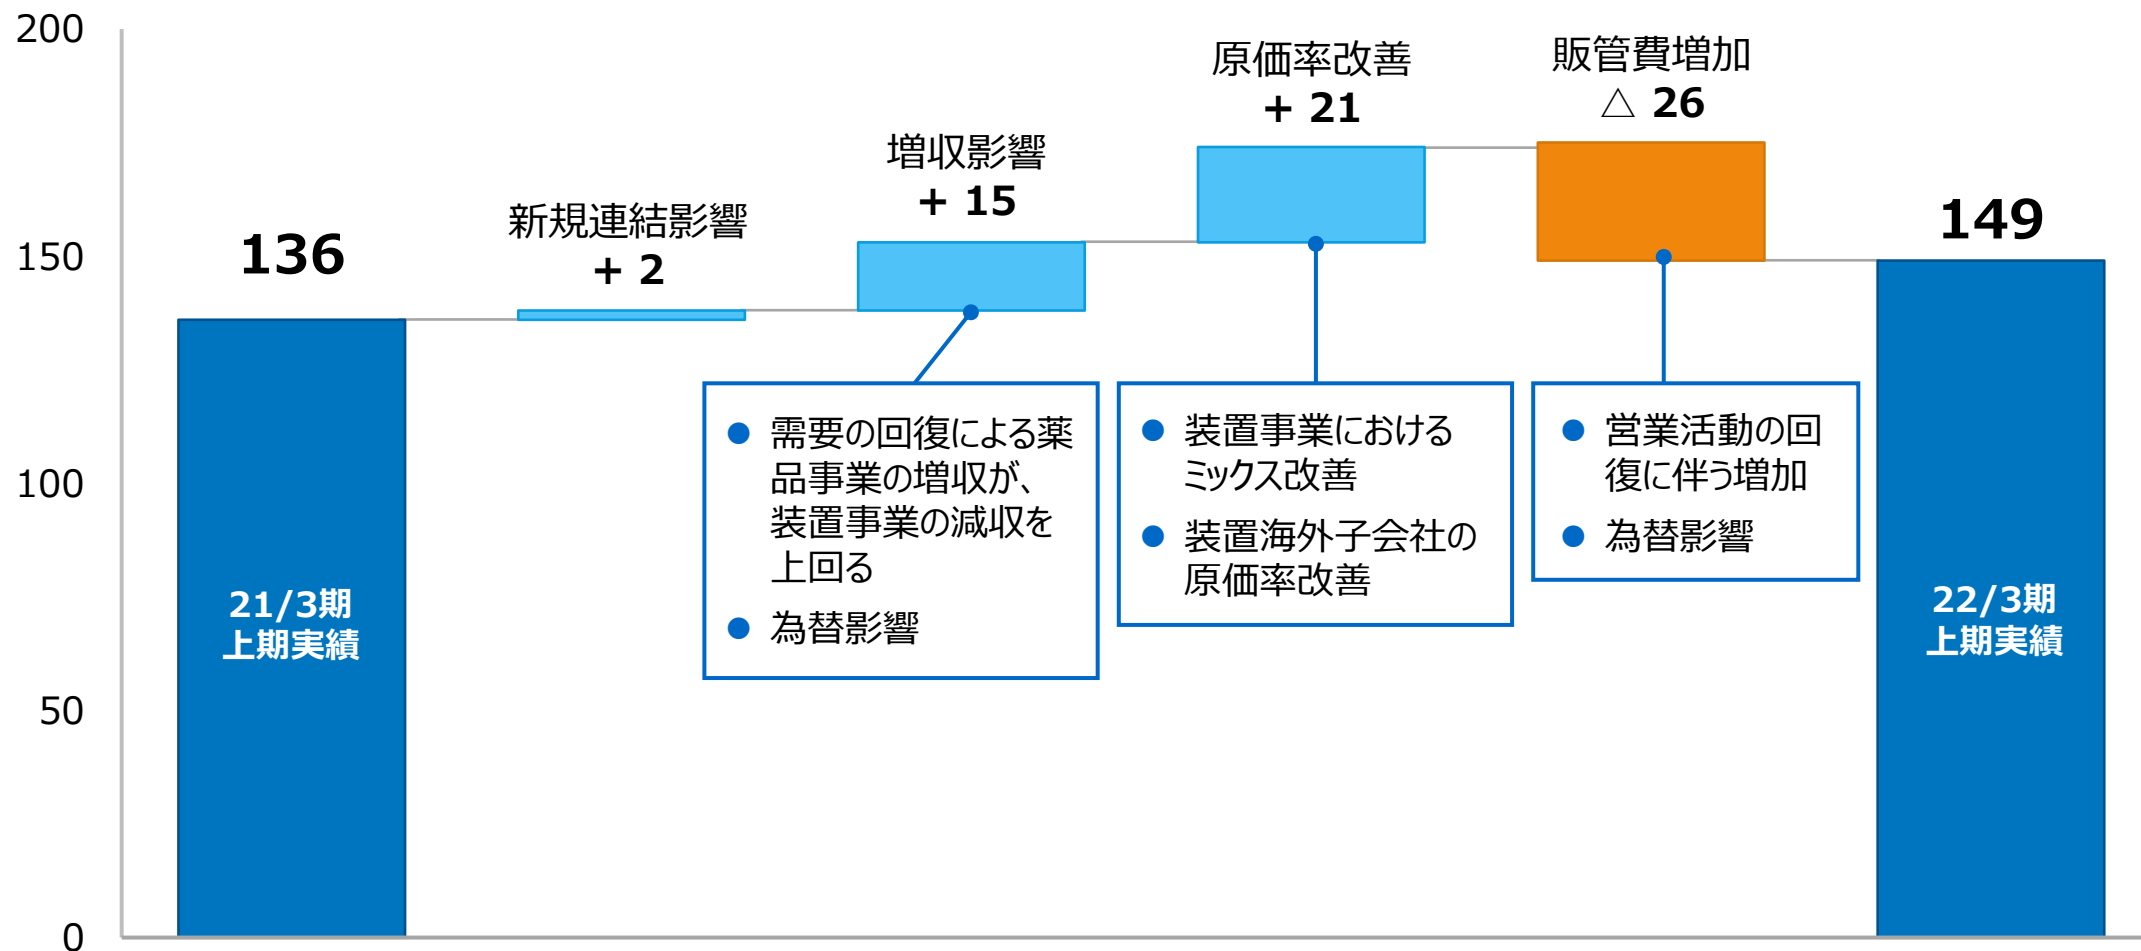 200
150
100
50
0
136
21/3期
上期実績
新規連結影響
+ 2
増収影響
+ 15
原価率改善
+ 21
販管費増加
△ 26
149
22/3期
上期実績
● 需要の回復による薬
品事業の増収が、
装置事業の減収を
上回る
● 為替影響
● 装置事業における
ミックス改善
● 装置海外子会社の
原価率改善
● 営業活動の回
復に伴う増加
● 為替影響